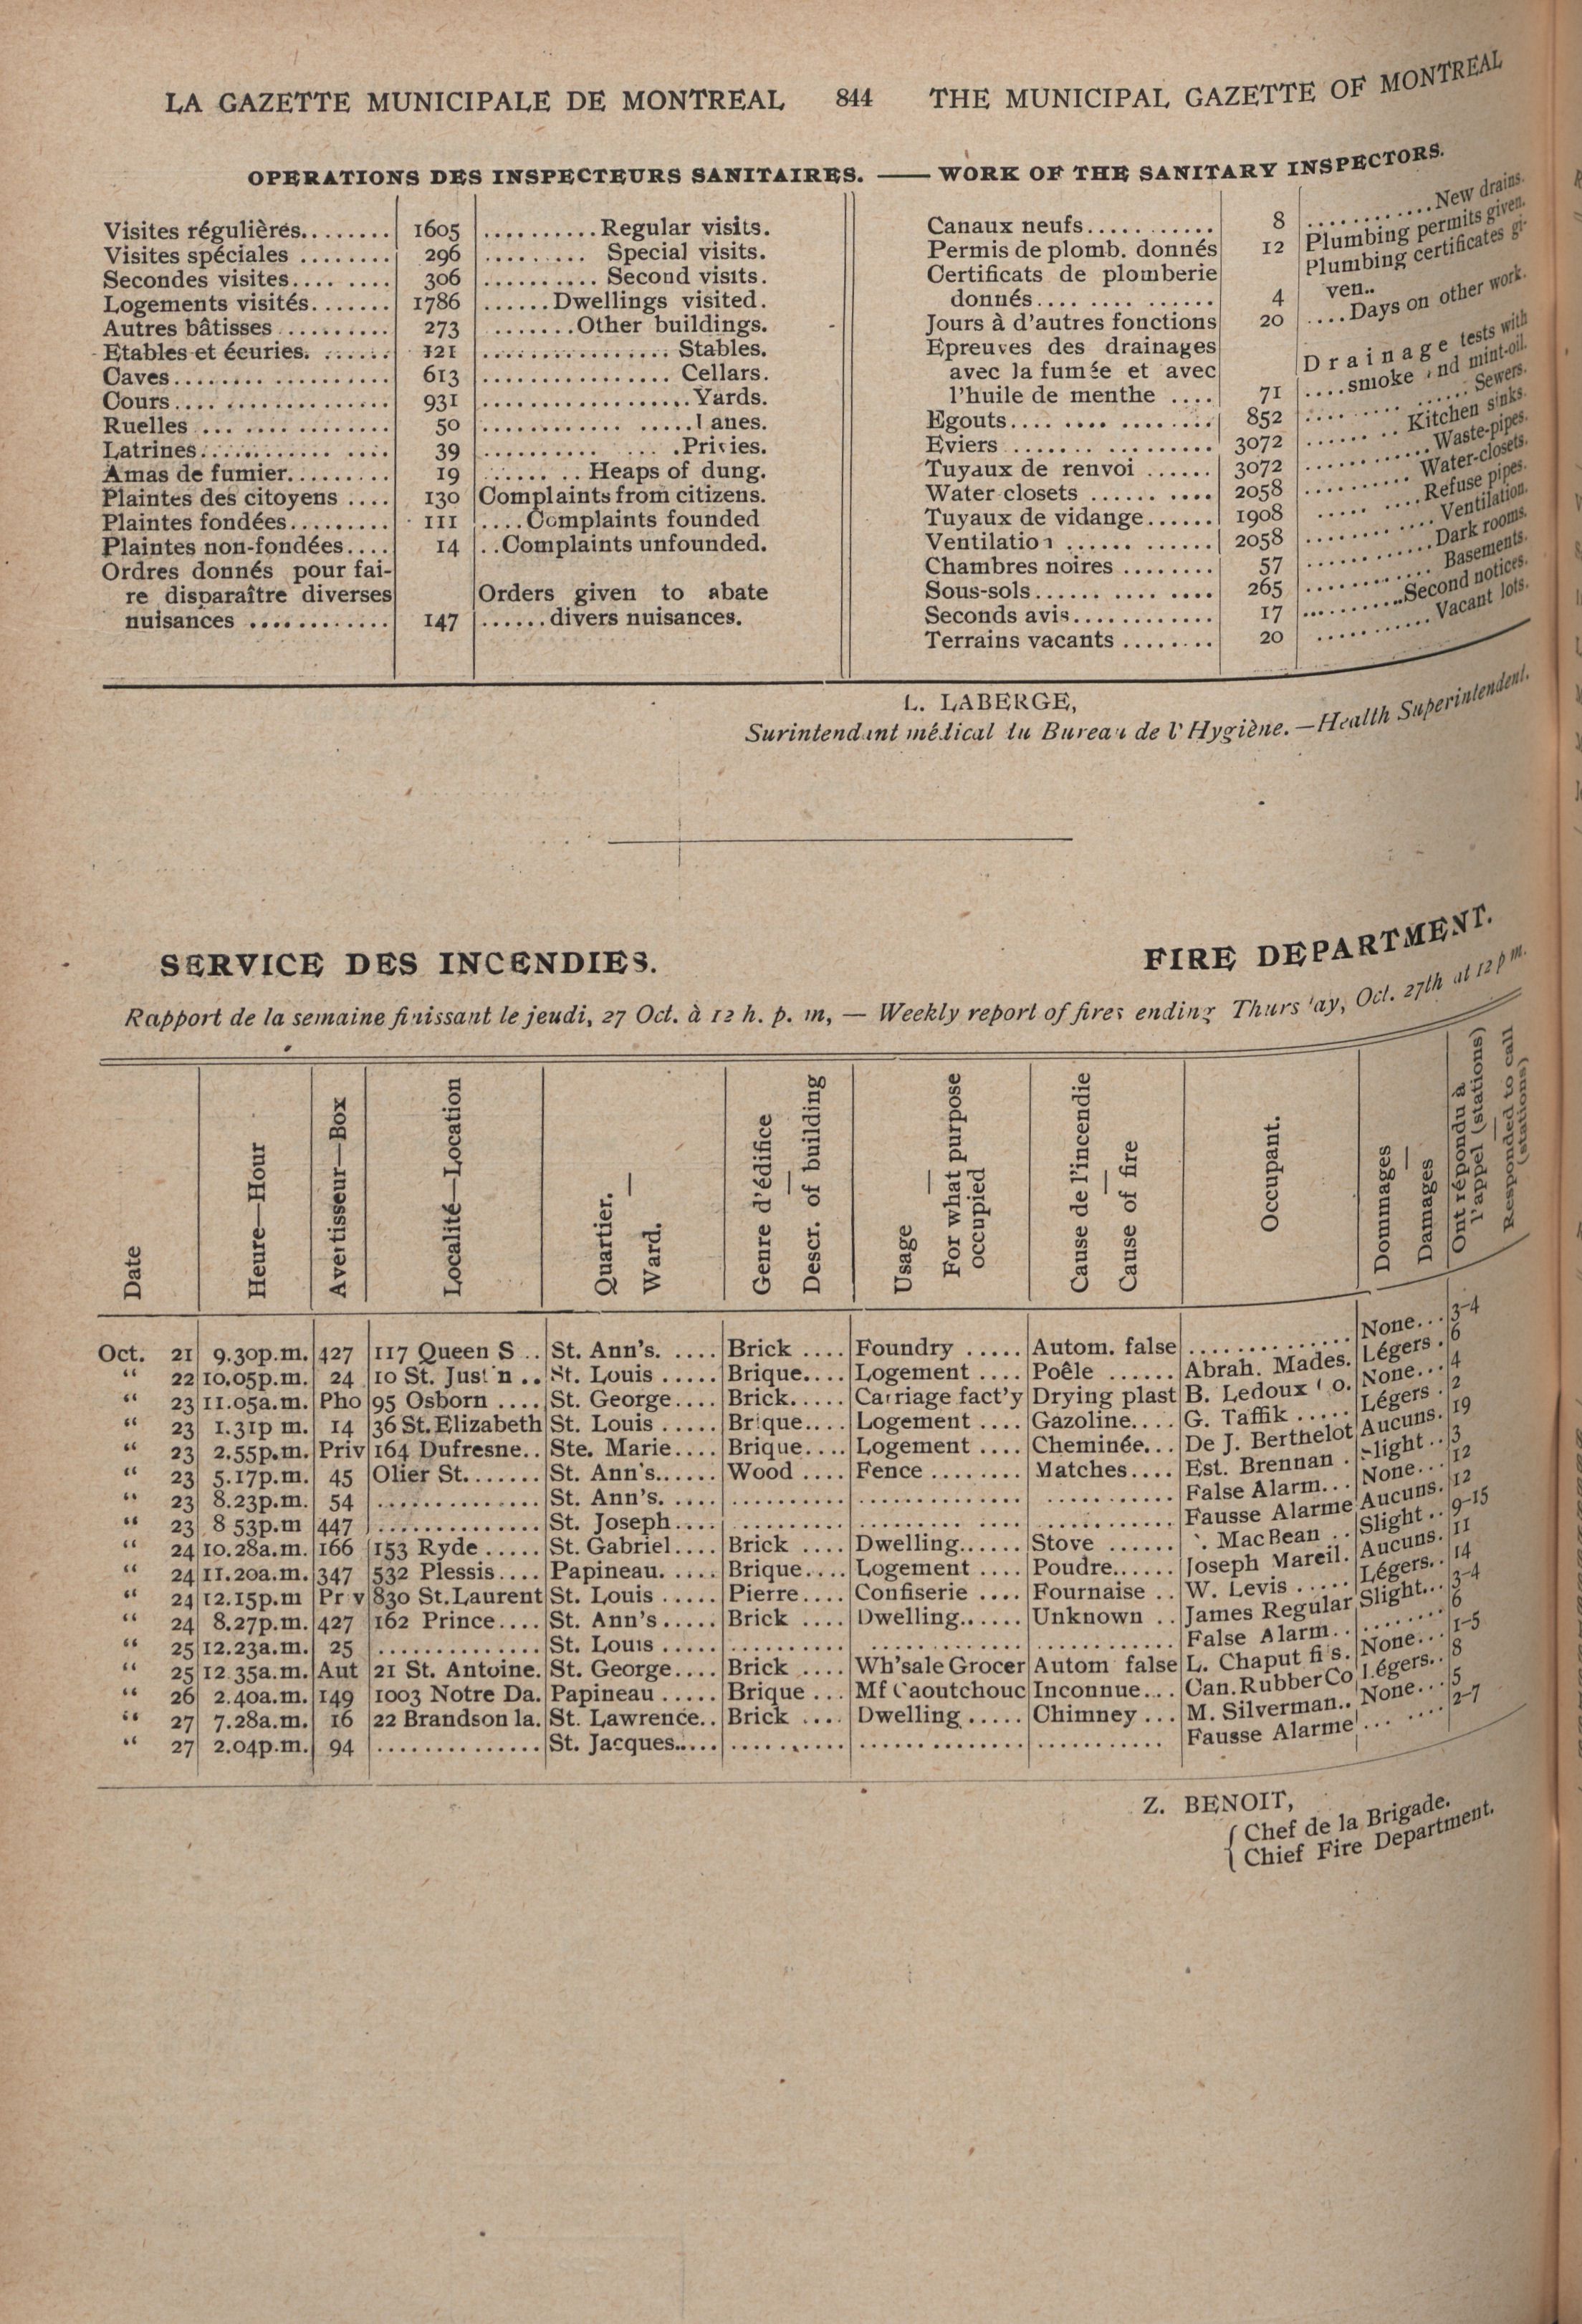 LA GAZETTE MUNICIPALE DE MONTREAL 844 THE MUNICIPAL GAZETTE OF MONTREAL
OPERATIONS DES INSPECTEURS SANITAIRES. —— WORK OF THE SANITARY INSPECTORS.
Visites régulières........ 1605 ..........Regular visits.
Visites spéciales ........ 296 .......... Special visits.
Secondes visites.... .... 306 .......... Second visits.
Logements visités....... 1786 ......Dwellings visited.
Autres bâtisses .......... 273 .......Other buildings.
Etables et écuries. ...... 121 ................ Stables.
Caves.................... 613 ................ Cellars.
Cours.... ............... 931 ..................Yards.
Ruelles ... .............. 50 ............ .....Lanes.
Latrines............ .... 39 .......... ... .Privies.
Amas de fumier......... 19 ...... .. Heaps of dung.
Plaintes des citoyens .... 130 Complaints from citizens.
Plaintes fondées......... 111 ....Complaints founded
Plaintes non-fondées.... 14 ..Complaints unfounded.
Ordres donnés pour fai-
re disparaître diverses Orders given to abate
nuisances ............ 147 ......divers nuisances.
Canaux neufs........... 8 ............New drains.
Permis de plomb. donnés 12 Plumbing permits given.
Certificats de plomberie Plumbing certificates gi-
donnés.... .... ...... 4 ven..
Jours à d'autres fonctions 20 ....Days on other work.
Epreuves des drainages Drainage tests with
avec la fumée et avec
l'huile de menthe .... 71 ....smoke and mint-oil.
Egouts.... .... ........ 852 .......... ...... Sewers.
Eviers ........ ......... 3072 ...... .. Kitchen sinks.
Tuyaux de renvoi ...... 3072 ............Waste-pipes.
Water closets ...... .... 2058 .......... Water-closets.
Tuyaux de vidange...... 1908 ..... ....Refuse pipes.
Ventilation ...... ...... 2058 .......... Ventilation.
Chambres noires ........ 57 ............Dark rooms.
Sous-sols...... .... .... 265 ............ Basements.
Seconds avis............ 17 ...........Second notices.
Terrains vacants ........ 20 ........... Vacant lots.
L. LABERGE,
Surintendant médical du Bureau de l'Hygiène.—Health Superintendent.
SERVICE DES INCENDIES. FIRE DEPARTMENT.
Rapport de la semaine finissant le jeudi, 27 Oct. à 12 h. p. m, — Weekly report of fires ending Thursday, Oct. 27th at 12 p m.
Date
Heure—Hour
Avertisseur—Box
Localité—Location
Quartier. — Ward.
Genre d'édifice — Descr. of building
Usage — For what purpose occupied
Cause de l'incendie — Cause of fire
Occupant.
Dommages — Damages
Ont répondu à l'appel (stations) — Responded to call (stations)
Oct. 21 9.30p.m. 427 117 Queen S .. St. Ann's. .... Brick .... Foundry ..... Autom. false .............. None... 3-4
" 22 10.05p.m. 24 10 St. Justin .. St. Louis ..... Brique.... Logement .... Poêle ...... Abrah. Mades. Légers . 6
" 23 11.05a.m. Pho 95 Osborn .... St. George.... Brick..... Carriage fact'y Drying plast B. Ledoux Co. None... 4
" 23 1.31p m. 14 36 St. Elizabeth St. Louis ..... Brique.... Logement .... Gazoline.... G. Taffik ..... Légers . 2
" 23 2.55p.m. Priv 164 Dufresne.. Ste. Marie.... Brique.... Logement .... Cheminée... De J. Berthelot Aucuns. 19
" 23 5.17p.m. 45 Olier St....... St. Ann's...... Wood .... Fence ........ Matches.... Est. Brennan . Slight.. 3
" 23 8.23p.m. 54 .............. St. Ann's. ..... .......... .............. ........... False Alarm... None... 12
" 23 8 53p.m 447 .............. St. Joseph.... .......... ......... .... ............ Fausse Alarme Aucuns. 12
" 24 10.28a.m. 166 153 Ryde ..... St. Gabriel.... Brick .... Dwelling...... Stove ...... MacBean .. Slight.. 9-15
" 24 11.20a.m. 347 532 Plessis.... Papineau. .... Brique.... Logement .... Poudre...... Joseph Mareil. Aucuns. 11
" 24 12.15p.m Pr v 830 St.Laurent St. Louis ..... Pierre.... Confiserie .... Fournaise .. W. Levis ..... Légers.. 14
" 24 8.27p.m. 427 162 Prince.... St. Ann's ..... Brick .... Dwelling...... Unknown .. James Regular Slight... 3-4
" 25 12.23a.m. 25 .............. St. Louis ..... .......... .............. ............ False Alarm.. ........ 6
" 25 12.35a.m. Aut 21 St. Antoine. St. George.... Brick .... Wh'sale Grocer Autom false L. Chaput fi s. None... 1-5
" 26 2.40a.m. 149 1003 Notre Da. Papineau ..... Brique ... Mf Caoutchouc Inconnue... Can. Rubber Co Légers.. 8
" 27 7.28a.m. 16 22 Brandson la. St. Lawrence.. Brick .... Dwelling ..... Chimney ... M. Silverman.. None... 5
" 27 2.04p.m. 94 .............. St. Jacques..... .......... .............. ........... Fausse Alarme ... .... 2-7
Z. BENOIT,
{ Chef de la Brigade.
Chief Fire Department.